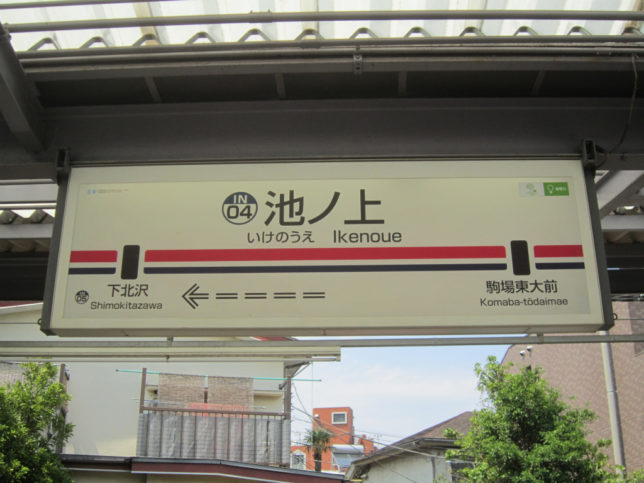 IN
04
池ノ上
いけのうえ Ikenoue
下北沢
Shimokitazawa
駒場東大前
Komaba-tōdaimae